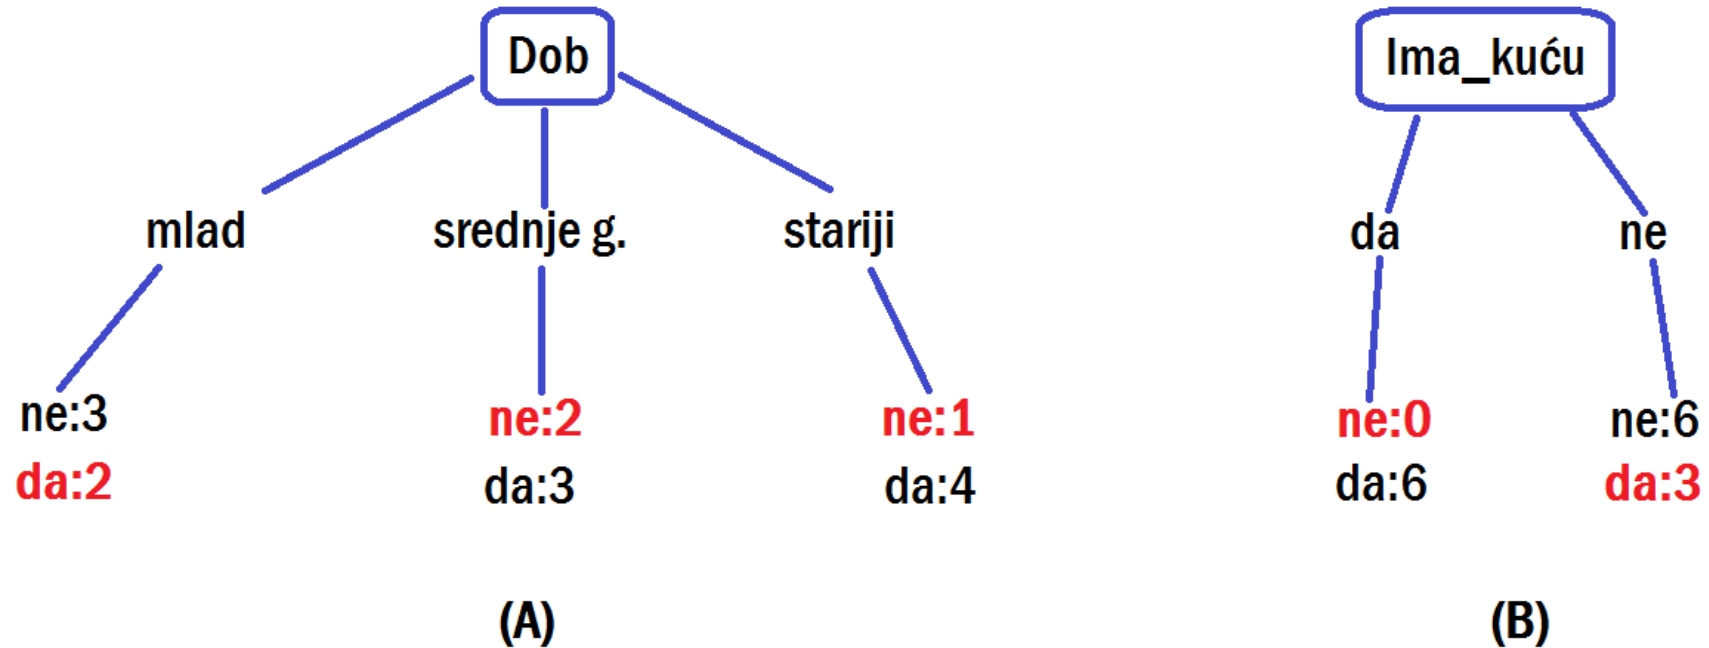 Dob
mlad
srednje g.
stariji
ne:3
da:2
ne:2
da:3
ne:1
da:4
(A)
Ima_kuću
da
ne
ne:0
da:6
ne:6
da:3
(B)